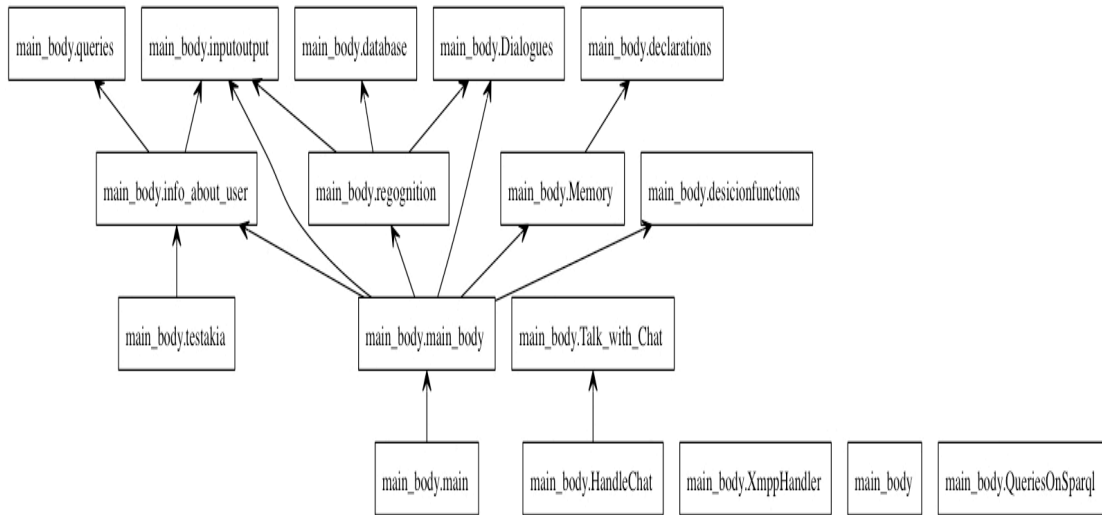 main_body.queries
main_body.inputoutput
main_body.database
main_body.Dialogues
main_body.declarations
main_body.info_about_user
main_body.regognition
main_body.Memory
main_body.desicionfunctions
main_body.testakia
main_body.main_body
main_body.Talk_with_Chat
main_body.main
main_body.HandleChat
main_body.XmppHandler
main_body
main_body.QueriesOnSparql